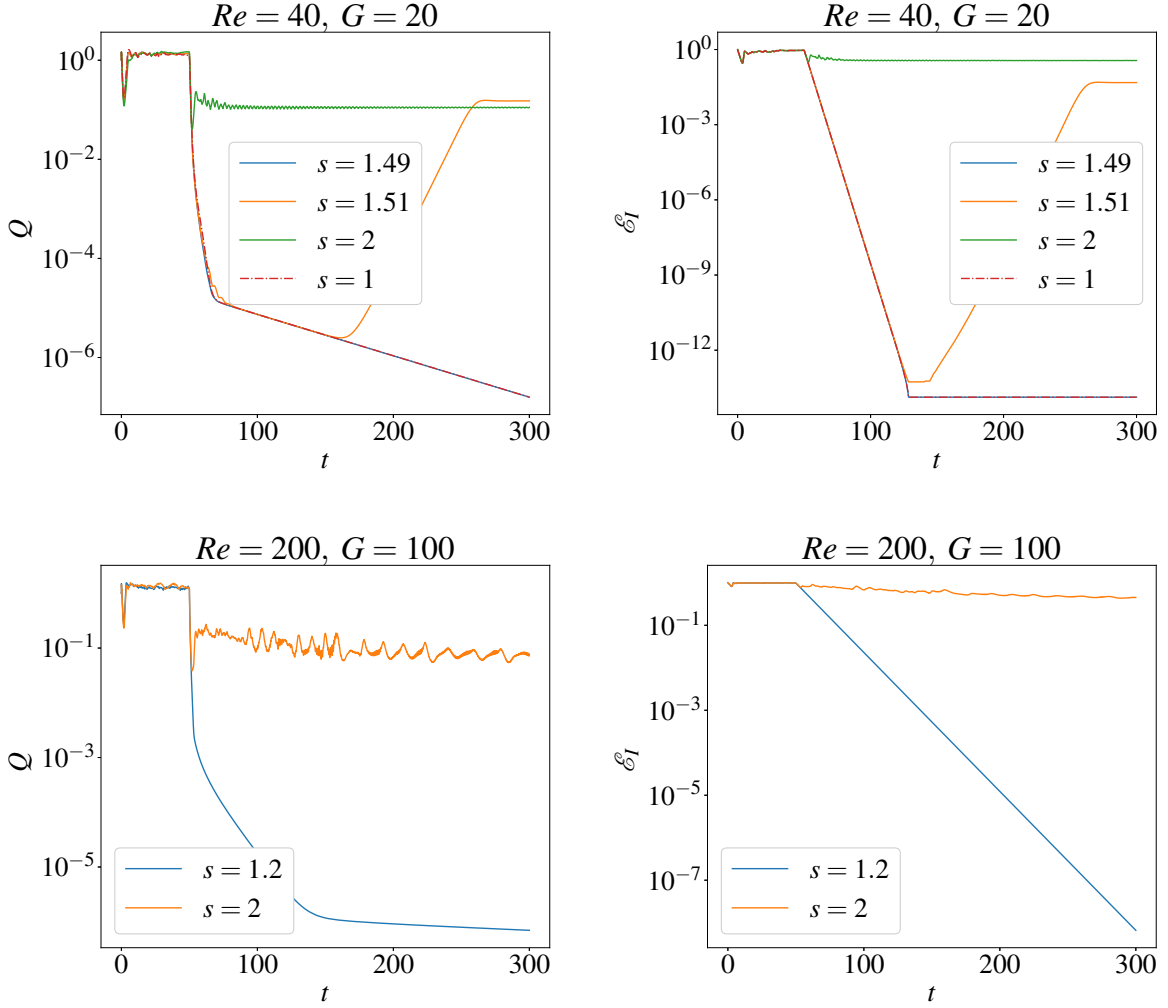 Re = 40, G = 20
10^0
10^{-2}
10^{-4}
10^{-6}
Q
s = 1.49
s = 1.51
s = 2
s = 1
0 100 200 300
t
Re = 40, G = 20
10^0
10^{-3}
10^{-6}
10^{-9}
10^{-12}
ℰ_I
s = 1.49
s = 1.51
s = 2
s = 1
0 100 200 300
t
Re = 200, G = 100
10^{-1}
10^{-3}
10^{-5}
Q
s = 1.2
s = 2
0 100 200 300
t
Re = 200, G = 100
10^{-1}
10^{-3}
10^{-5}
10^{-7}
ℰ_I
s = 1.2
s = 2
0 100 200 300
t